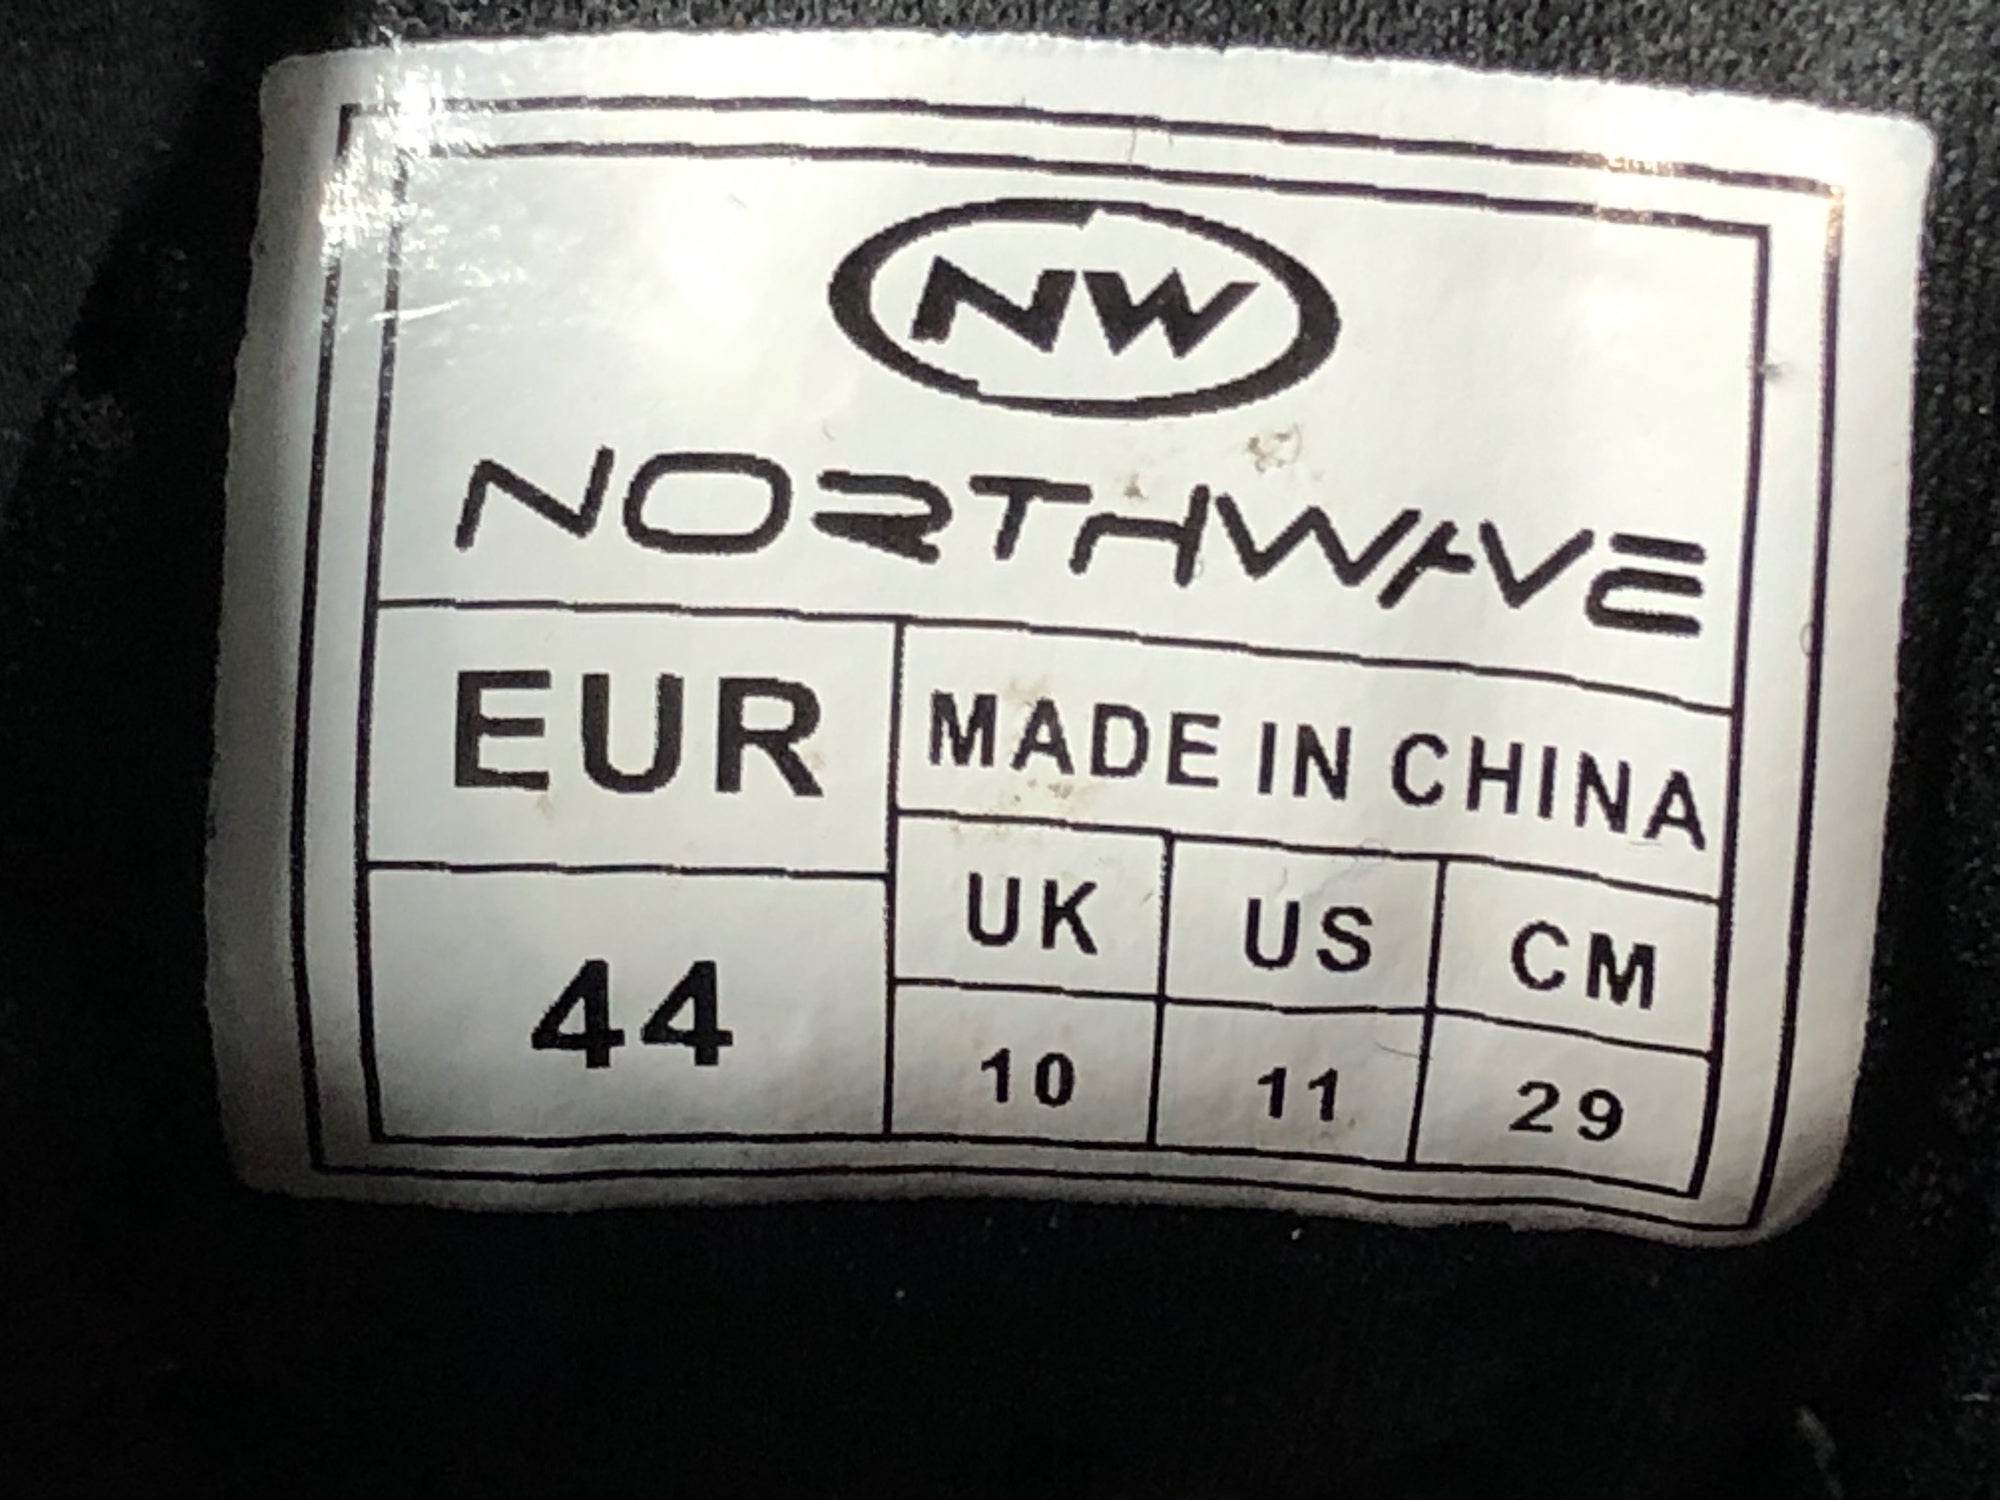 NW
NORTHWAVE
EUR
MADE IN CHINA
UK US CM
44
10 11 29